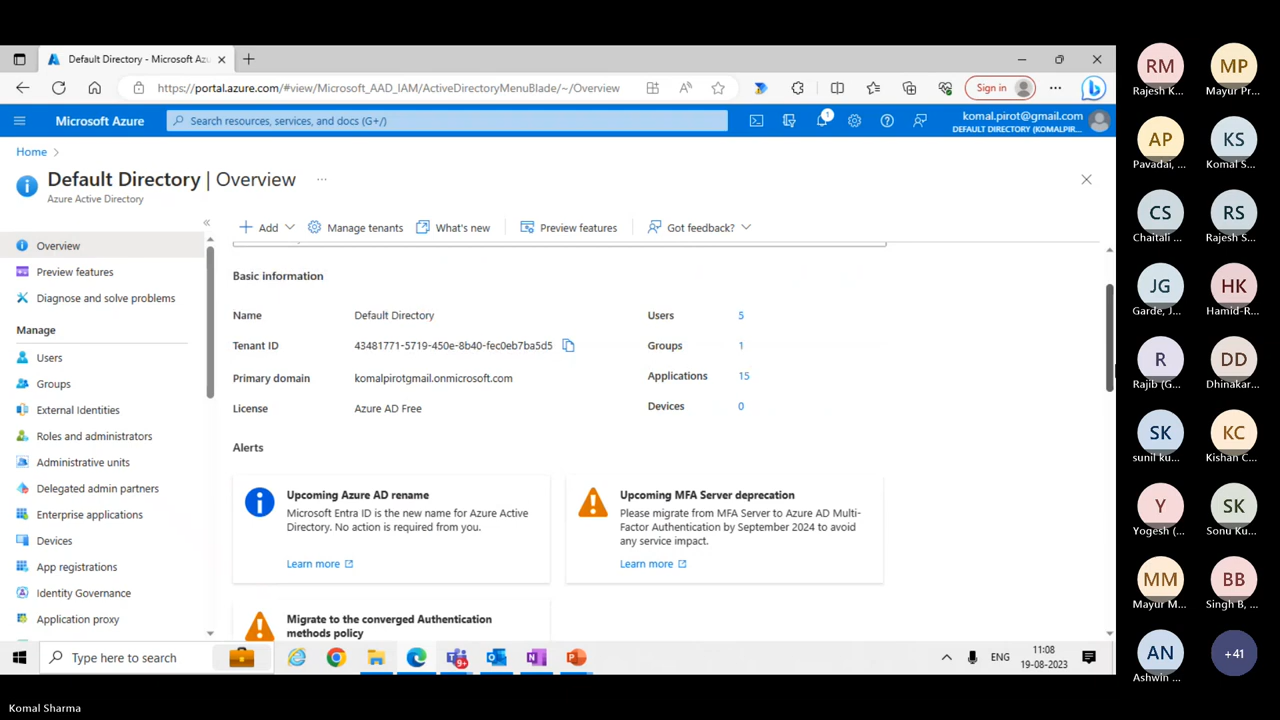 Default Directory - Microsoft Azu
https://portal.azure.com/#view/Microsoft_AAD_IAM/ActiveDirectoryMenuBlade/~/Overview
Sign in
Microsoft Azure
Search resources, services, and docs (G+/)
1
komal.pirot@gmail.com
DEFAULT DIRECTORY (KOMALPIR...
Home
Default Directory | Overview
Azure Active Directory
Add
Manage tenants
What's new
Preview features
Got feedback?
Overview
Preview features
Diagnose and solve problems
Manage
Users
Groups
External Identities
Roles and administrators
Administrative units
Delegated admin partners
Enterprise applications
Devices
App registrations
Identity Governance
Application proxy
Basic information
Name Default Directory
Tenant ID 43481771-5719-450e-8b40-fec0eb7ba5d5
Primary domain komalpirotgmail.onmicrosoft.com
License Azure AD Free
Users 5
Groups 1
Applications 15
Devices 0
Alerts
Upcoming Azure AD rename
Microsoft Entra ID is the new name for Azure Active
Directory. No action is required from you.
Learn more
Upcoming MFA Server deprecation
Please migrate from MFA Server to Azure AD Multi-
Factor Authentication by September 2024 to avoid
any service impact.
Learn more
Migrate to the converged Authentication
methods policy
Type here to search
9+
ENG
11:08
19-08-2023
RM
Rajesh K...
MP
Mayur Pr...
AP
Pavadai, ...
KS
Komal S...
CS
Chaitali ...
RS
Rajesh S...
JG
Garde, J...
HK
Hamid-R...
R
Rajib (G...
DD
Dhinakar...
SK
sunil ku...
KC
Kishan C...
Y
Yogesh (...
SK
Sonu Ku...
MM
Mayur M...
BB
Singh B, ...
AN
Ashwin ...
+41
Komal Sharma